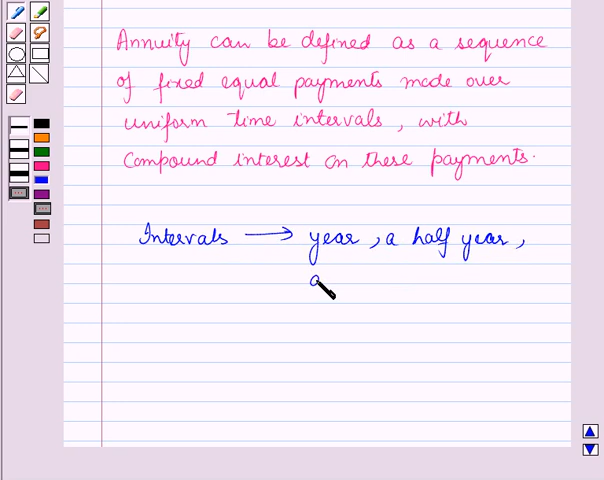 Annuity can be defined as a sequence
of fixed equal payments made over
uniform time intervals, with
compound interest on these payments.
Intervals → year, a half year,
a